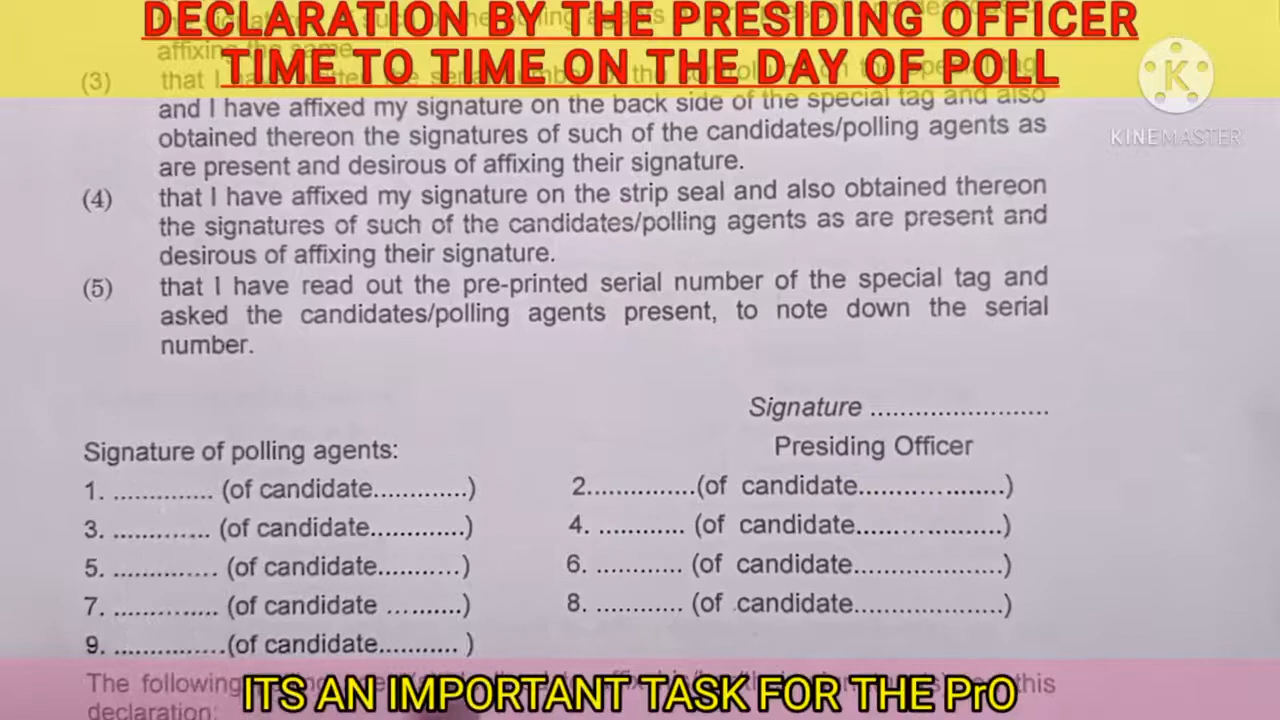 DECLARATION BY THE PRESIDING OFFICER
TIME TO TIME ON THE DAY OF POLL
K
KINEMASTER
affixing the same
(3) that I
and I have affixed my signature on the back side of the special tag and also
obtained thereon the signatures of such of the candidates/polling agents as
are present and desirous of affixing their signature.
(4) that I have affixed my signature on the strip seal and also obtained thereon
the signatures of such of the candidates/polling agents as are present and
desirous of affixing their signature.
(5) that I have read out the pre-printed serial number of the special tag and
asked the candidates/polling agents present, to note down the serial
number.
Signature ........................
Signature of polling agents: Presiding Officer
1. ............. (of candidate.............) 2...............(of candidate....................)
3. ............. (of candidate.............) 4. ............ (of candidate....................)
5. .............. (of candidate...........) 6. ............ (of candidate....................)
7. .............. (of candidate ..........) 8. ............ (of candidate....................)
9. ...............(of candidate........... )
The following this
declaration:
ITS AN IMPORTANT TASK FOR THE PrO